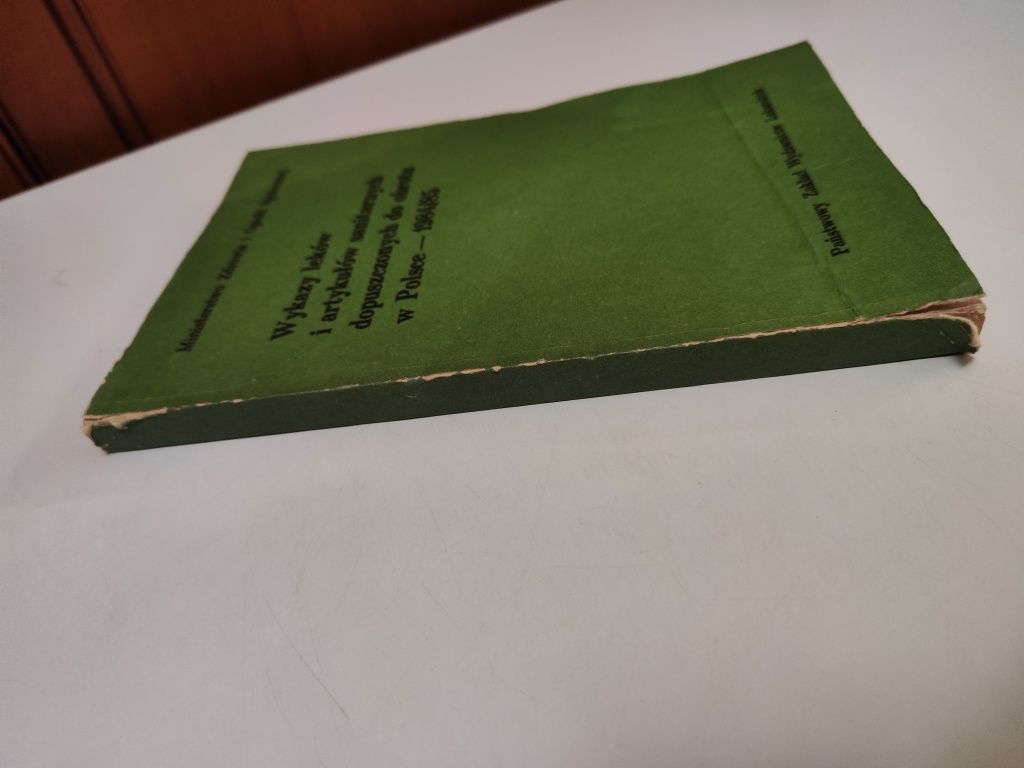 Ministerstwo Zdrowia i Opieki Społecznej
Wykazy leków
i artykułów sanitarnych
dopuszczonych do obrotu
w Polsce – 1984/85
Państwowy Zakład Wydawnictw Lekarskich